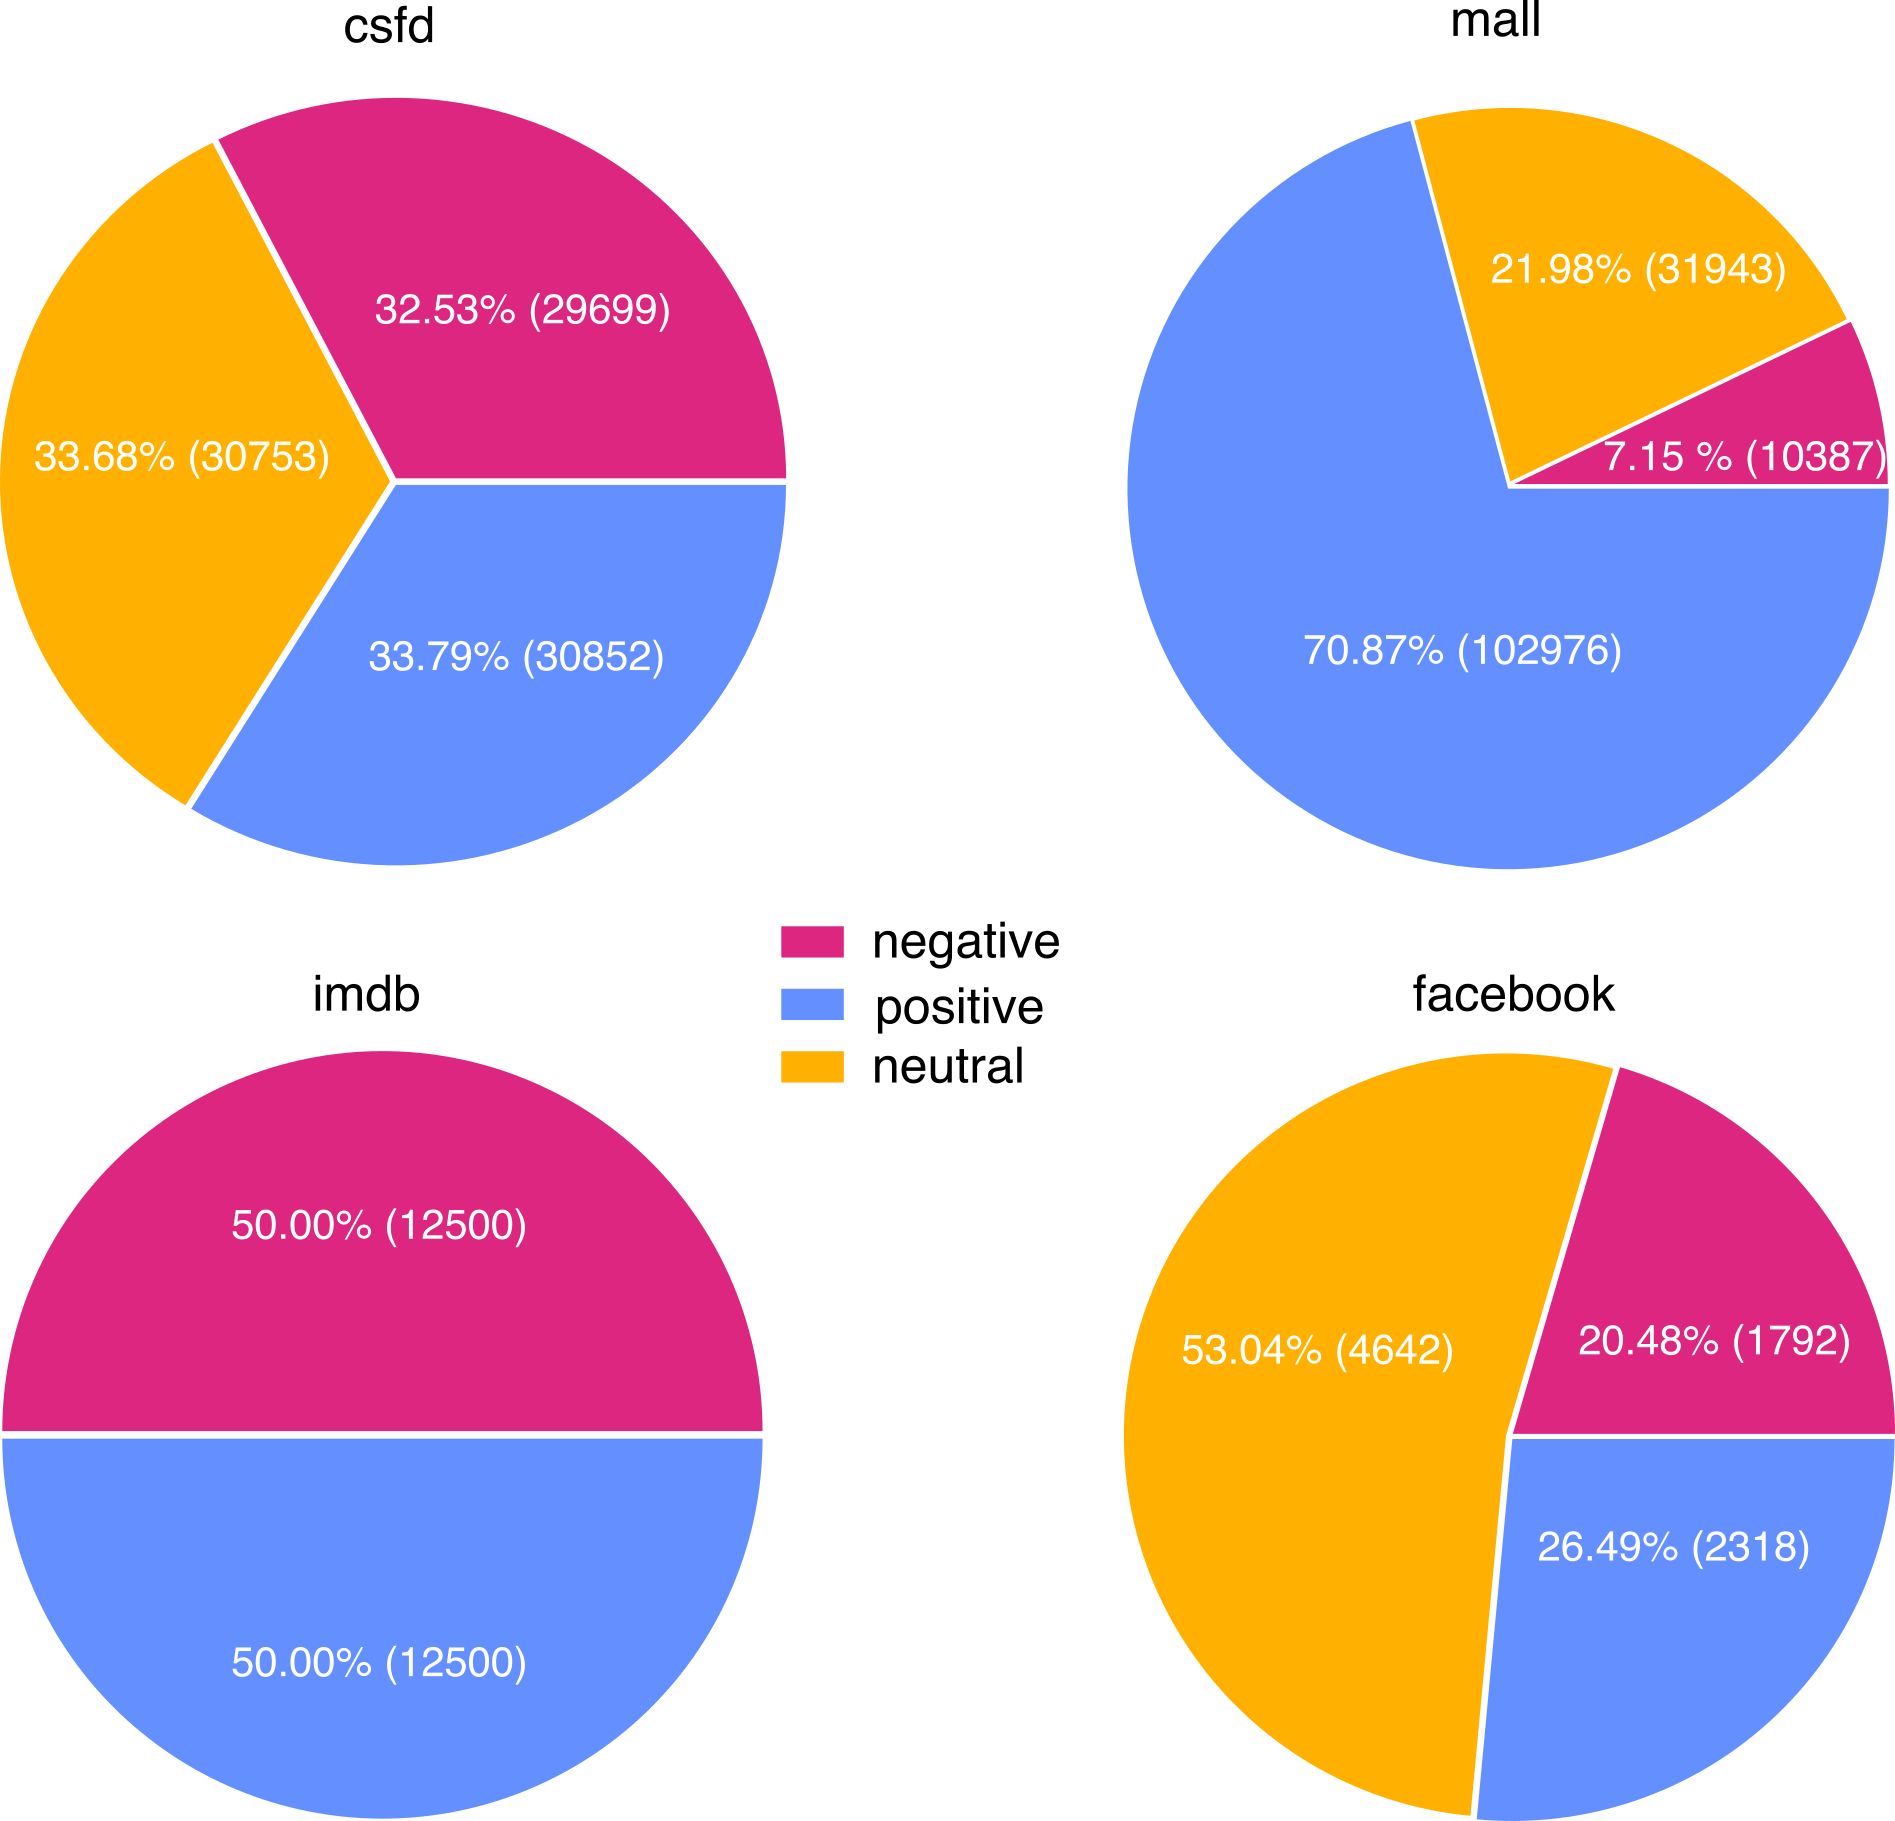 csfd
32.53% (29699)
33.68% (30753)
33.79% (30852)
mall
21.98% (31943)
7.15 % (10387)
70.87% (102976)
negative
positive
neutral
imdb
50.00% (12500)
50.00% (12500)
facebook
53.04% (4642)
20.48% (1792)
26.49% (2318)